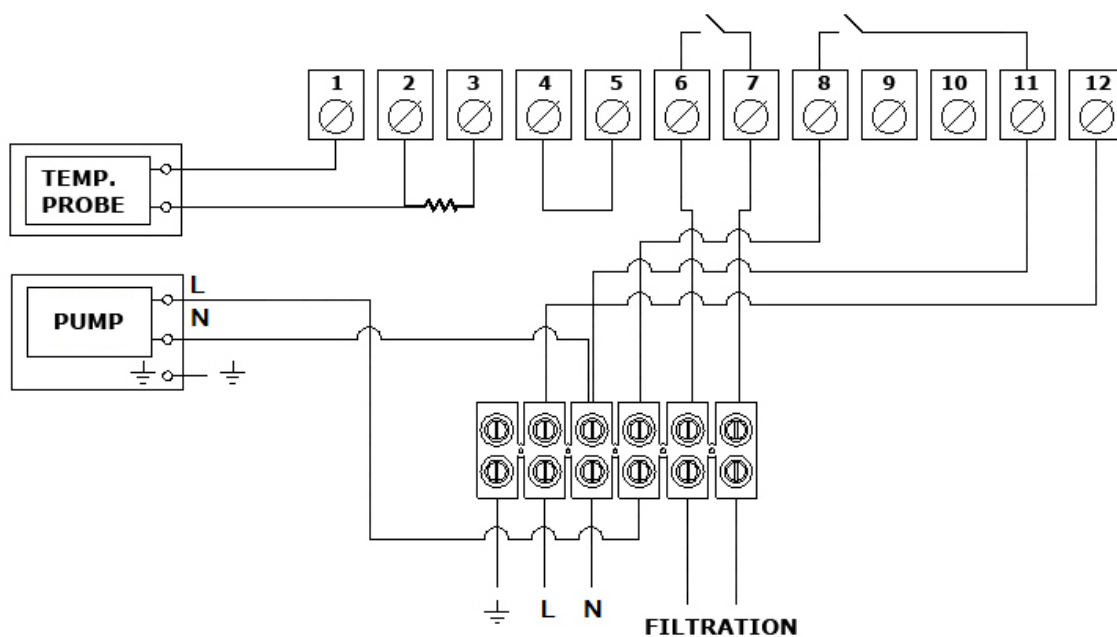 1 2 3 4 5 6 7 8 9 10 11 12
TEMP.
PROBE
L
PUMP
N
L N
FILTRATION